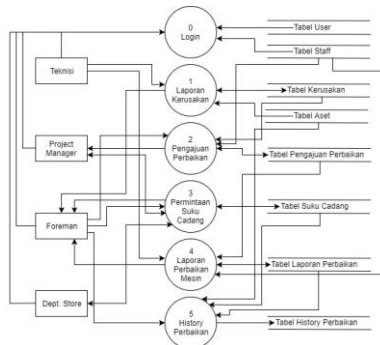 0
Login
Tabel User
Tabel Staff
Teknisi
1
Laporan
Kerusakan
Tabel Kerusakan
Tabel Aset
Project
Manager
2
Pengajuan
Perbaikan
Tabel Pengajuan Perbaikan
3
Permintaan
Suku
Cadang
Tabel Suku Cadang
Foreman
4
Laporan
Perbaikan
Mesin
Tabel Laporan Perbaikan
Dept. Store
5
History
Perbaikan
Tabel History Perbaikan